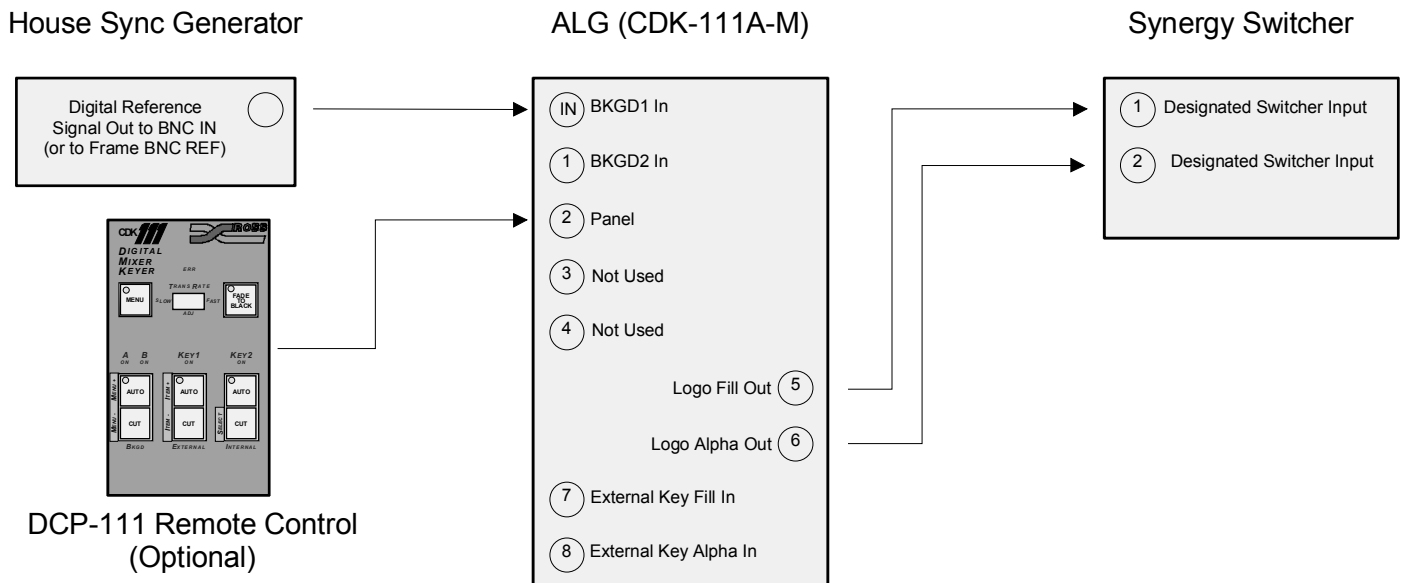 House Sync Generator
ALG (CDK-111A-M)
Synergy Switcher
Digital Reference
Signal Out to BNC IN
(or to Frame BNC REF)
IN BKGD1 In
1 BKGD2 In
2 Panel
3 Not Used
4 Not Used
Logo Fill Out 5
Logo Alpha Out 6
7 External Key Fill In
8 External Key Alpha In
1 Designated Switcher Input
2 Designated Switcher Input
CDK 111 ROSS
DIGITAL
MIXER
KEYER
ERR
TRANS RATE
MENU
SLOW
FAST
FADE
TO
BLACK
ADJ
A B KEY1 KEY2
ON ON ON ON
MENU + AUTO ITEM + AUTO AUTO
MENU - CUT ITEM - CUT SELECT CUT
BKGD EXTERNAL INTERNAL
DCP-111 Remote Control
(Optional)